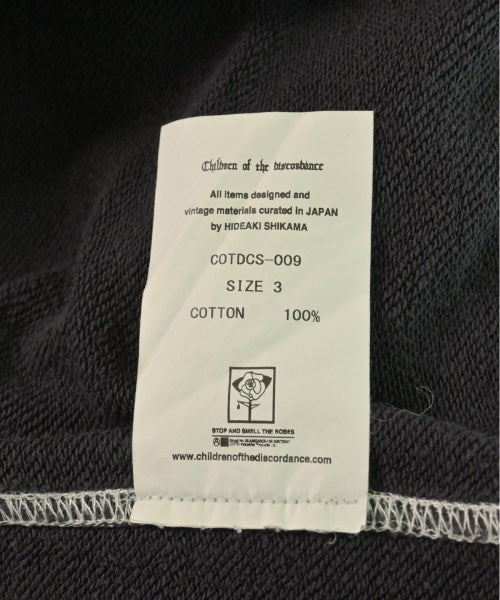 Children of the discordance
All items designed and
vintage materials curated in JAPAN
by HIDEAKI SHIKAMA
COTDCS-009
SIZE 3
COTTON 100%
STOP AND SMELL THE ROSES
www.childrenofthediscordance.com